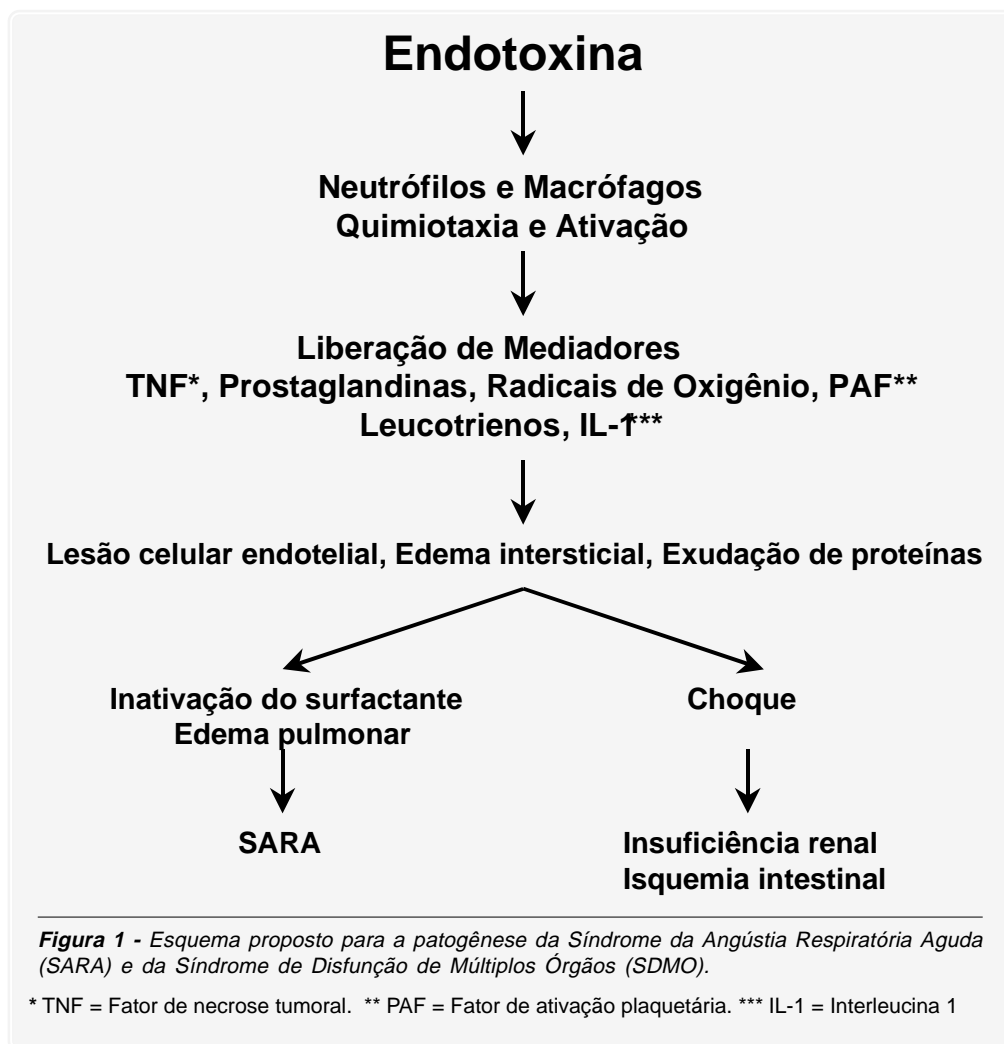 Endotoxina
Neutrófilos e Macrófagos
Quimiotaxia e Ativação
Liberação de Mediadores
TNF*, Prostaglandinas, Radicais de Oxigênio, PAF**
Leucotrienos, IL-1***
Lesão celular endotelial, Edema intersticial, Exudação de proteínas
Inativação do surfactante
Edema pulmonar
Choque
SARA
Insuficiência renal
Isquemia intestinal
Figura 1 - Esquema proposto para a patogênese da Síndrome da Angústia Respiratória Aguda
(SARA) e da Síndrome de Disfunção de Múltiplos Órgãos (SDMO).
* TNF = Fator de necrose tumoral. ** PAF = Fator de ativação plaquetária. *** IL-1 = Interleucina 1